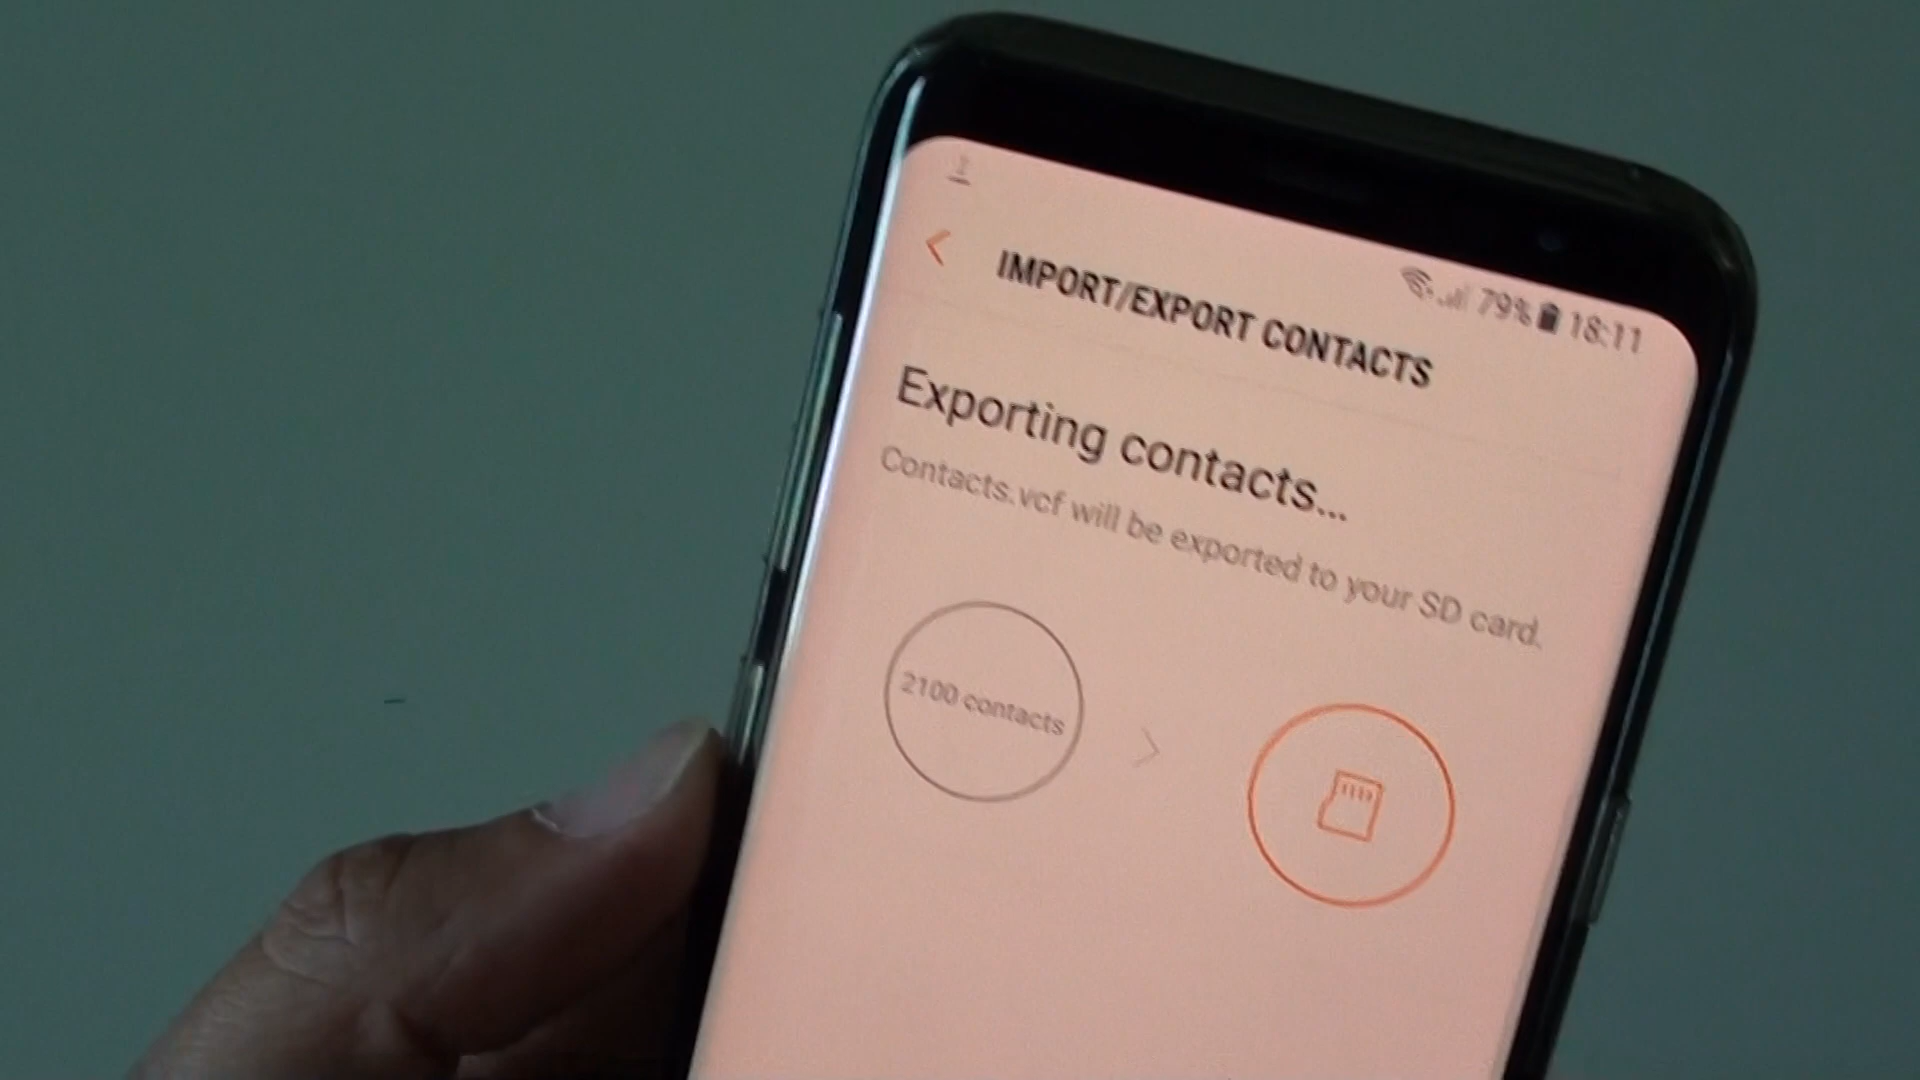 79% 18:11
IMPORT/EXPORT CONTACTS
Exporting contacts...
Contacts.vcf will be exported to your SD card.
2100 contacts